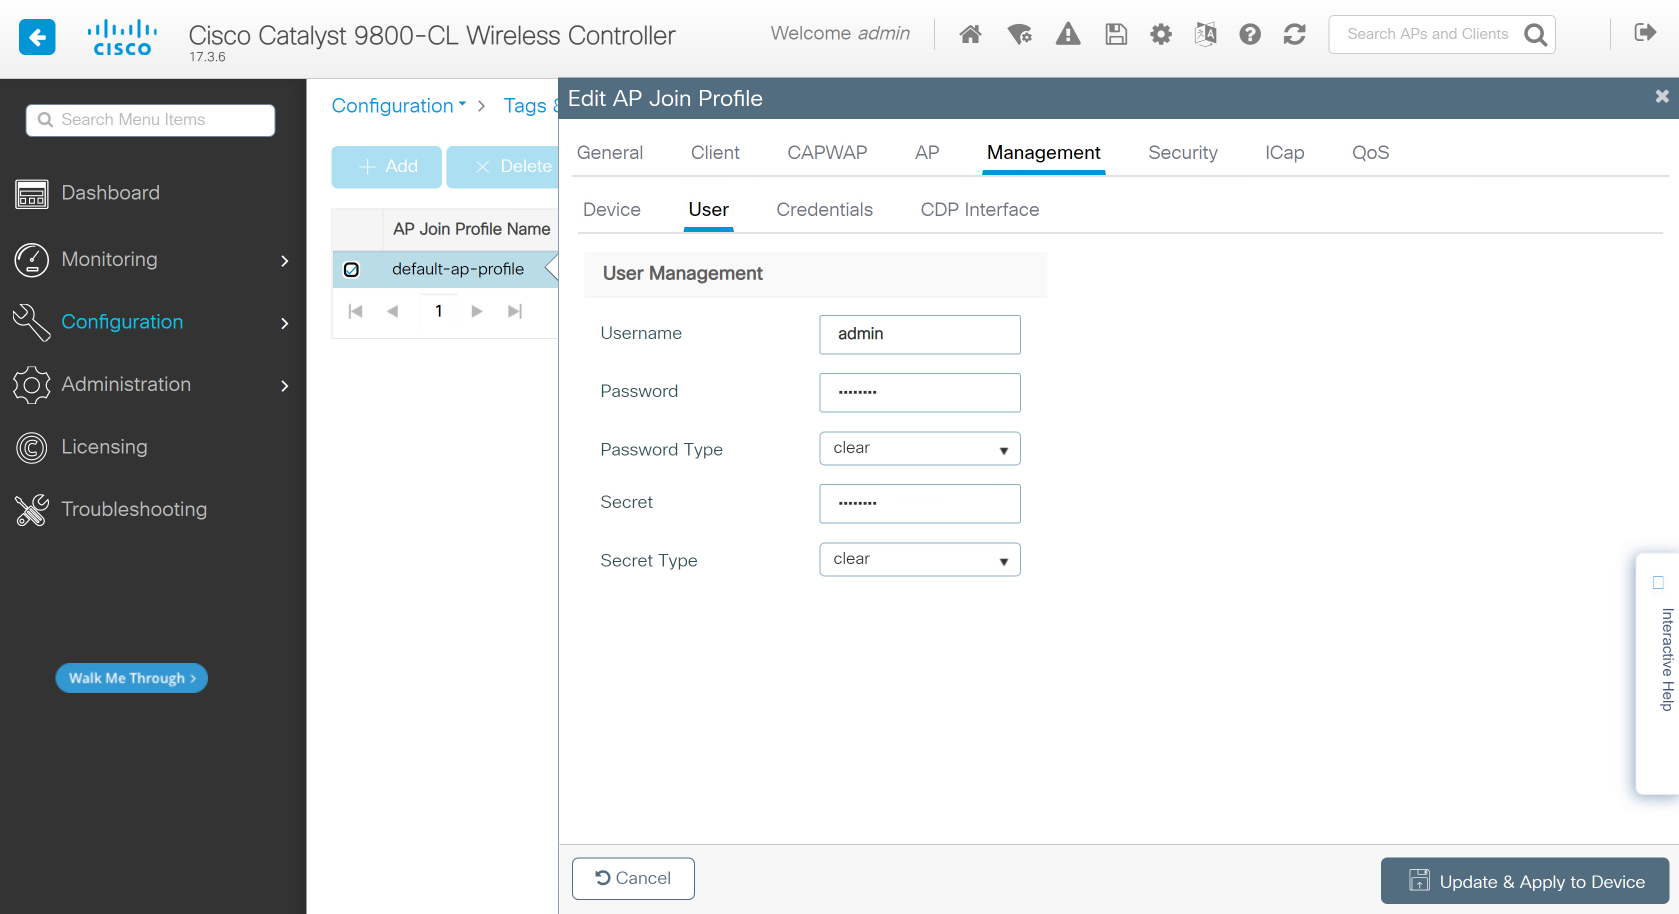 CISCO
Cisco Catalyst 9800-CL Wireless Controller
17.3.6
Welcome admin
Search APs and Clients
Search Menu Items
Dashboard
Monitoring
Configuration
Administration
Licensing
Troubleshooting
Walk Me Through >
Configuration > Tags &
Add
Delete
AP Join Profile Name
default-ap-profile
1
Edit AP Join Profile
General Client CAPWAP AP Management Security ICap QoS
Device User Credentials CDP Interface
User Management
Username admin
Password ········
Password Type clear
Secret ········
Secret Type clear
Interactive Help
Cancel
Update & Apply to Device